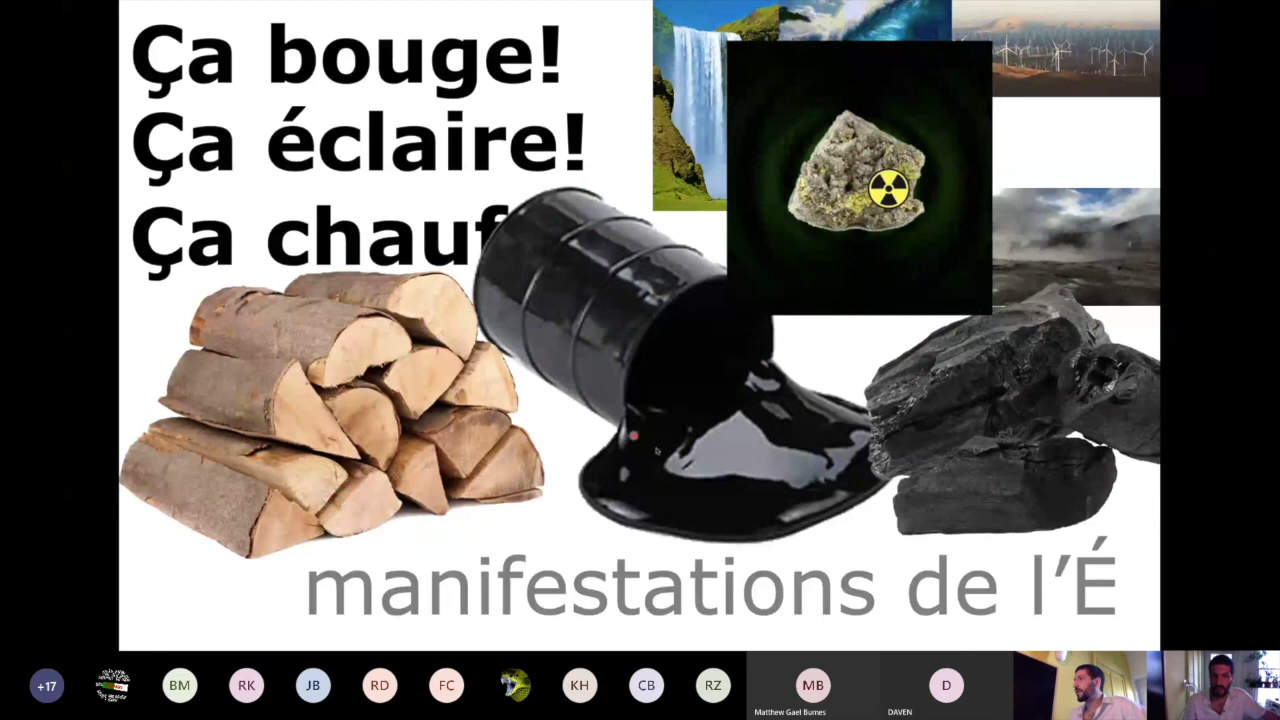 Ça bouge!
Ça éclaire!
Ça chauf
manifestations de l'É
+17
BM
RK
JB
RD
FC
KH
CB
RZ
MB
Matthew Gael Burnes
D
DAVEN